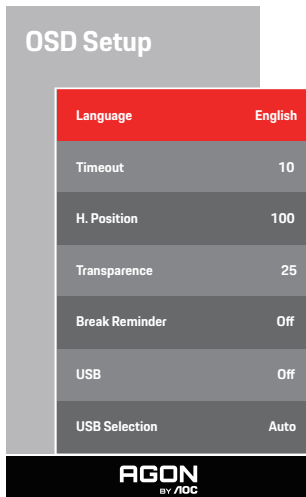 OSD Setup
Language English
Timeout 10
H. Position 100
Transparence 25
Break Reminder Off
USB Off
USB Selection Auto
AGON
BY AOC